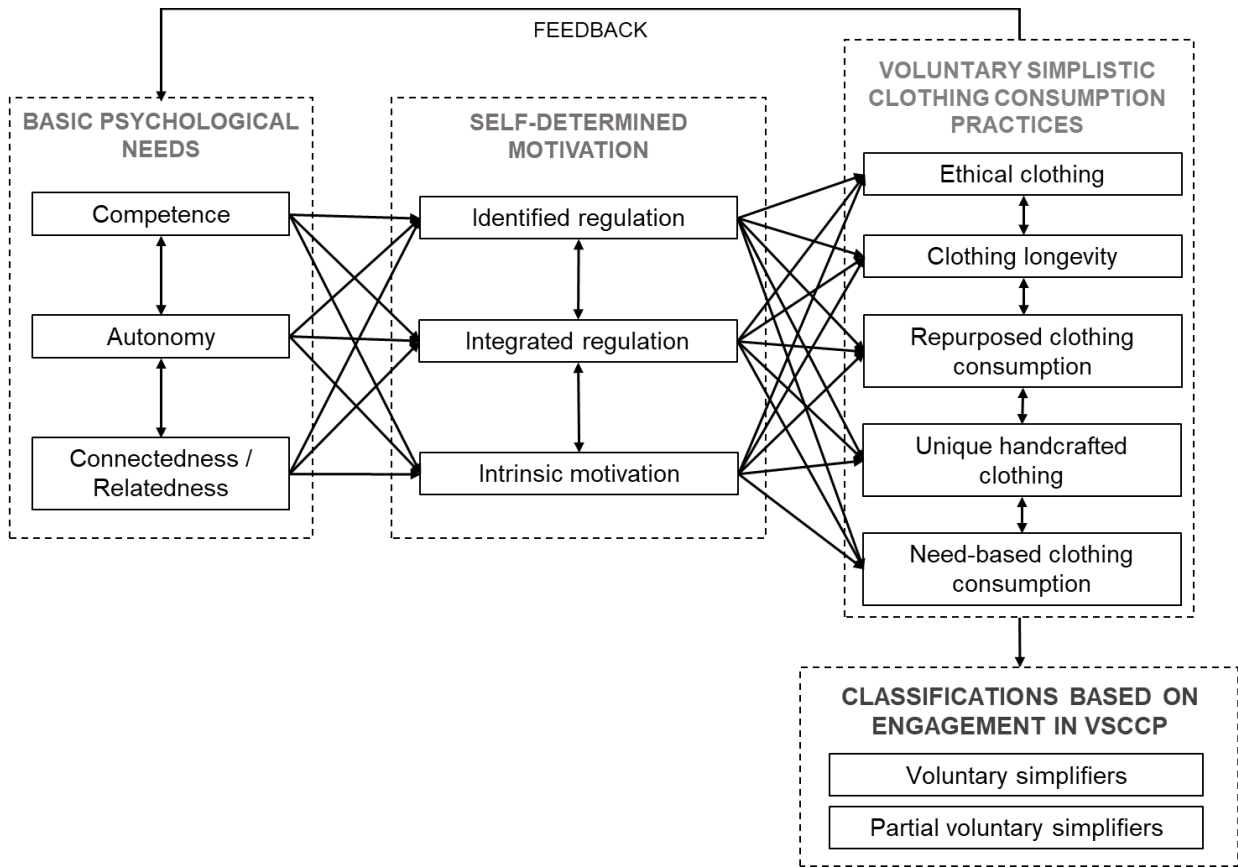 FEEDBACK
BASIC PSYCHOLOGICAL
NEEDS
Competence
Autonomy
Connectedness /
Relatedness
SELF-DETERMINED
MOTIVATION
Identified regulation
Integrated regulation
Intrinsic motivation
VOLUNTARY SIMPLISTIC
CLOTHING CONSUMPTION
PRACTICES
Ethical clothing
Clothing longevity
Repurposed clothing
consumption
Unique handcrafted
clothing
Need-based clothing
consumption
CLASSIFICATIONS BASED ON
ENGAGEMENT IN VSCCP
Voluntary simplifiers
Partial voluntary simplifiers